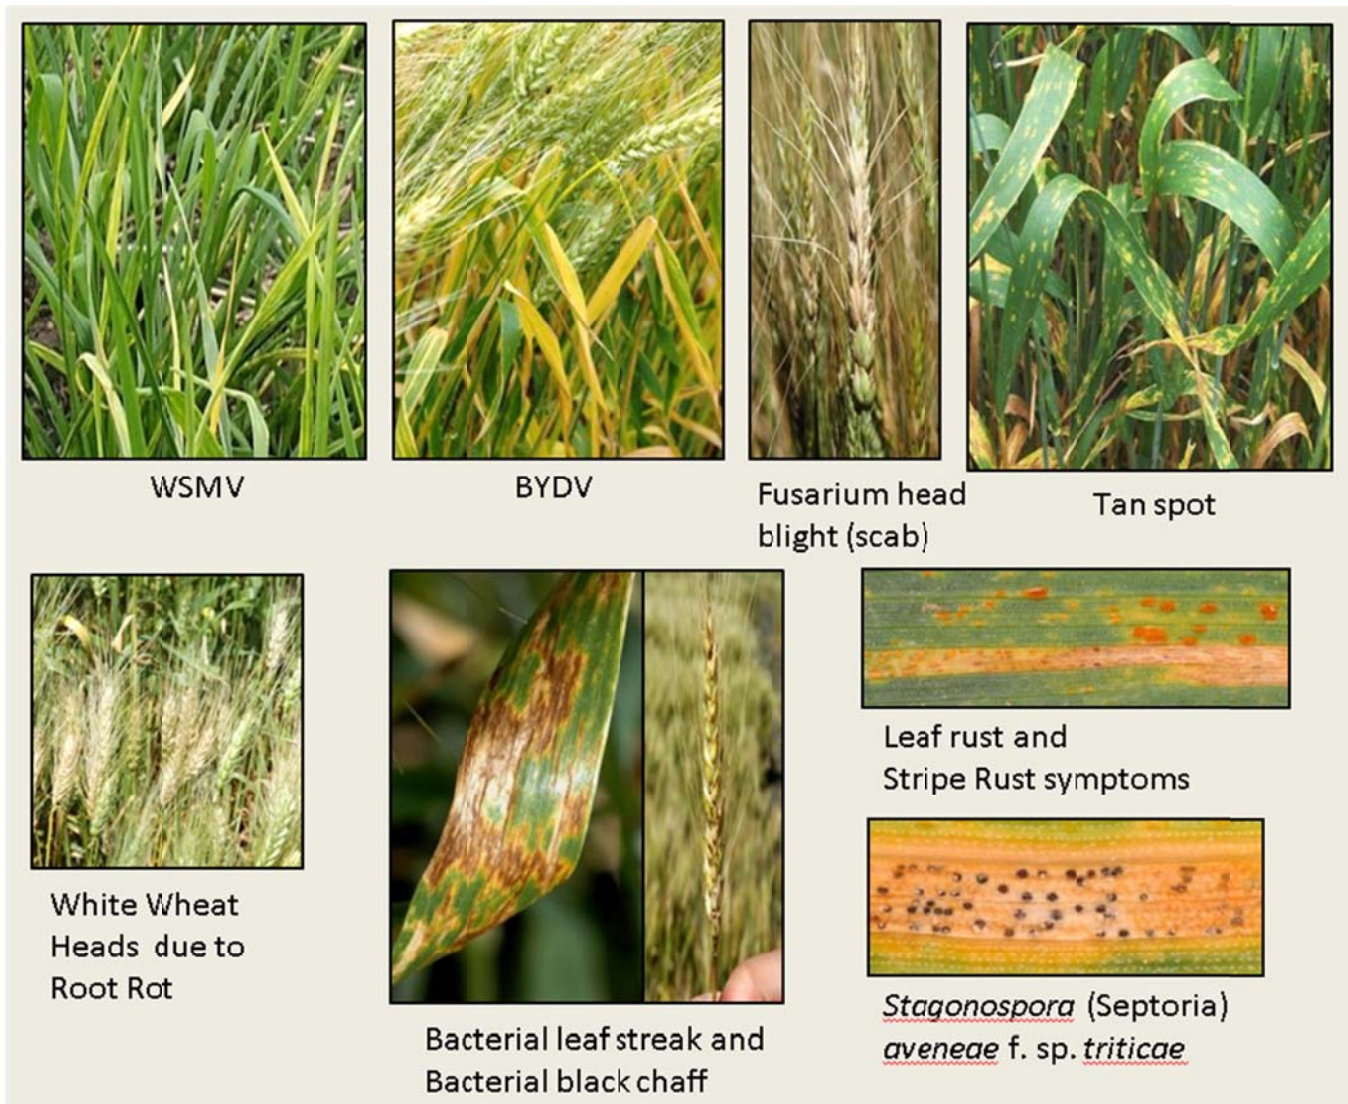 WSMV
BYDV
Fusarium head
blight (scab)
Tan spot
White Wheat
Heads due to
Root Rot
Bacterial leaf streak and
Bacterial black chaff
Leaf rust and
Stripe Rust symptoms
Stagonospora (Septoria)
aveneae f. sp. triticae